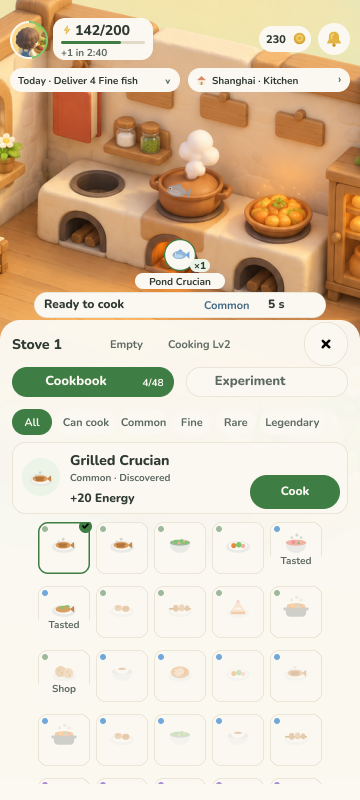 142/200
+1 in 2:40
230
Today · Deliver 4 Fine fish
Shanghai · Kitchen
×1
Pond Crucian
Ready to cook Common 5 s
Stove 1 Empty Cooking Lv2
Cookbook 4/48 Experiment
All Can cook Common Fine Rare Legendary
Grilled Crucian
Common · Discovered
+20 Energy
Cook
Tasted
Tasted
Shop